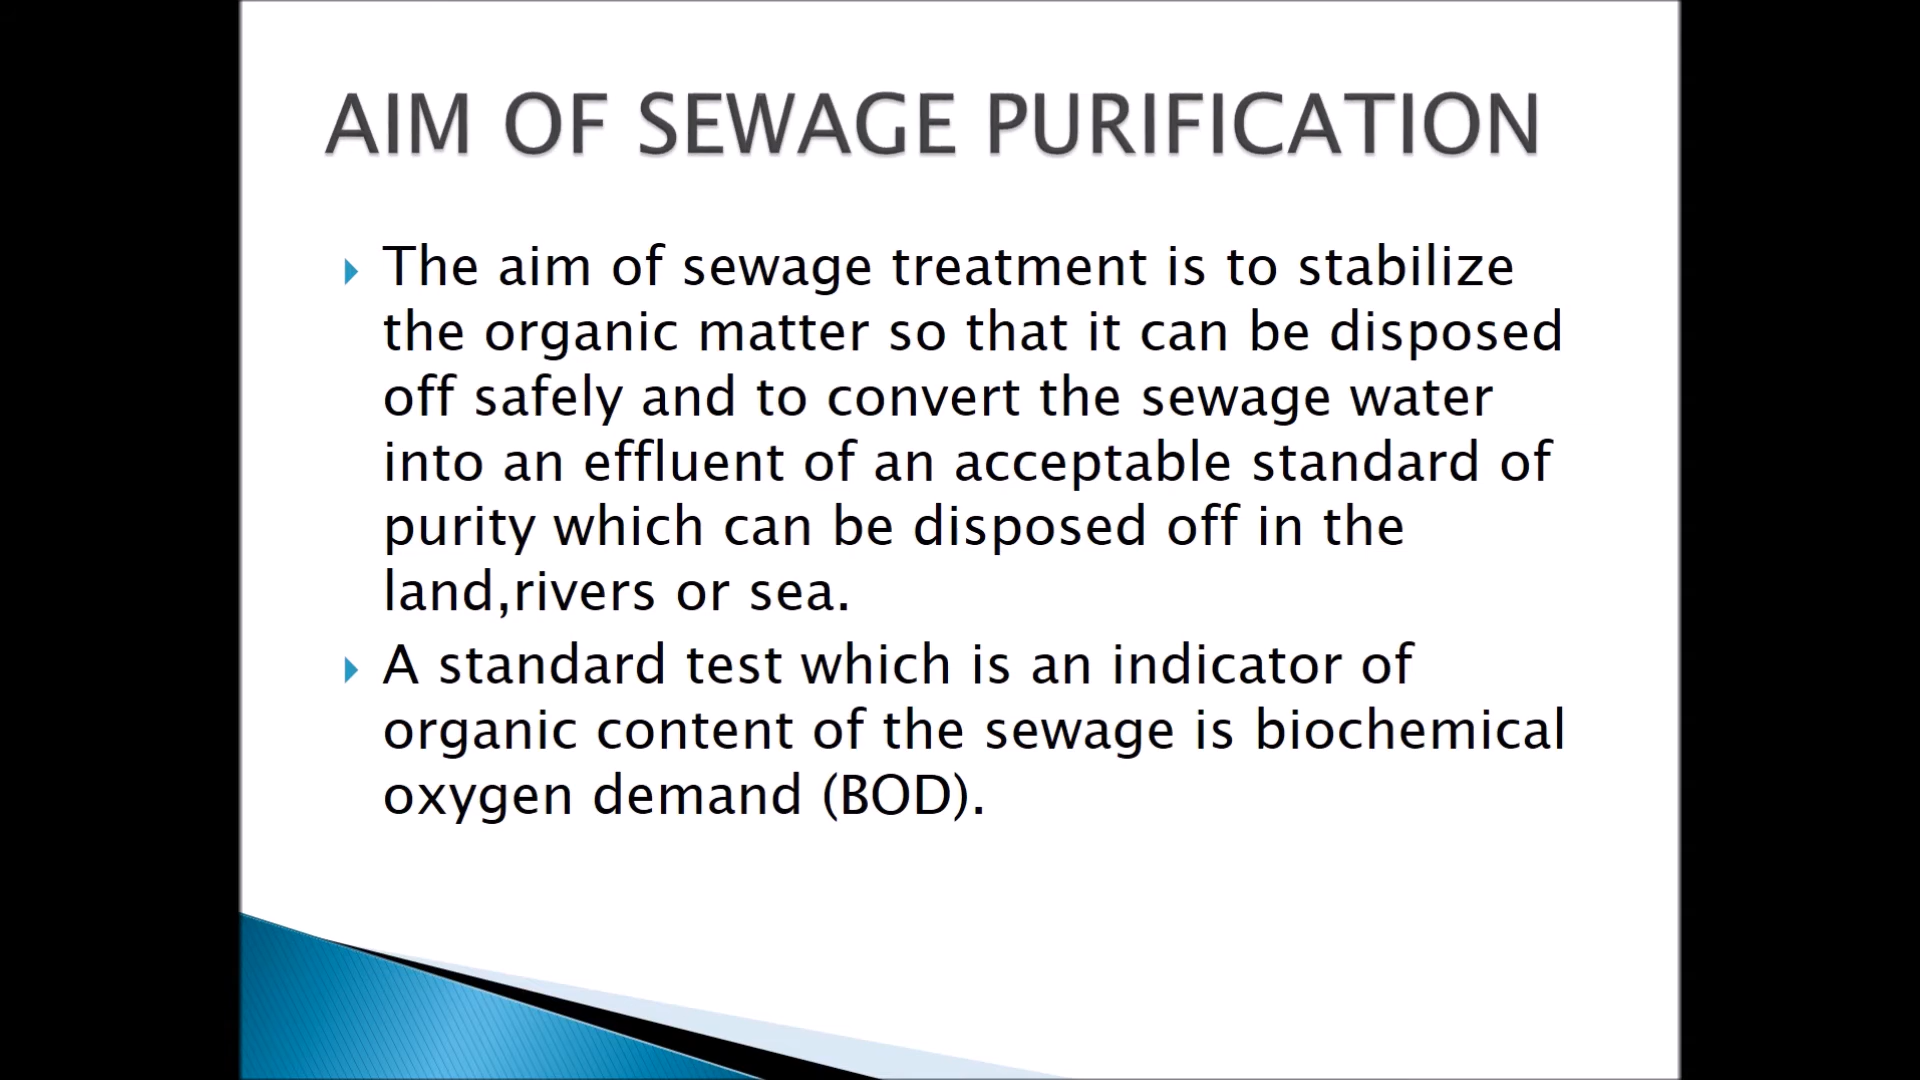 AIM OF SEWAGE PURIFICATION
The aim of sewage treatment is to stabilize
the organic matter so that it can be disposed
off safely and to convert the sewage water
into an effluent of an acceptable standard of
purity which can be disposed off in the
land,rivers or sea.
A standard test which is an indicator of
organic content of the sewage is biochemical
oxygen demand (BOD).